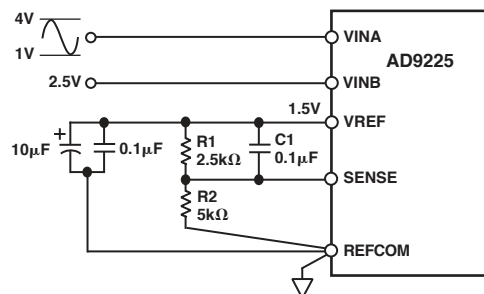 4V
1V
VINA
AD9225
2.5V
VINB
1.5V
VREF
10µF
+
0.1µF
R1
2.5kΩ
C1
0.1µF
SENSE
R2
5kΩ
REFCOM